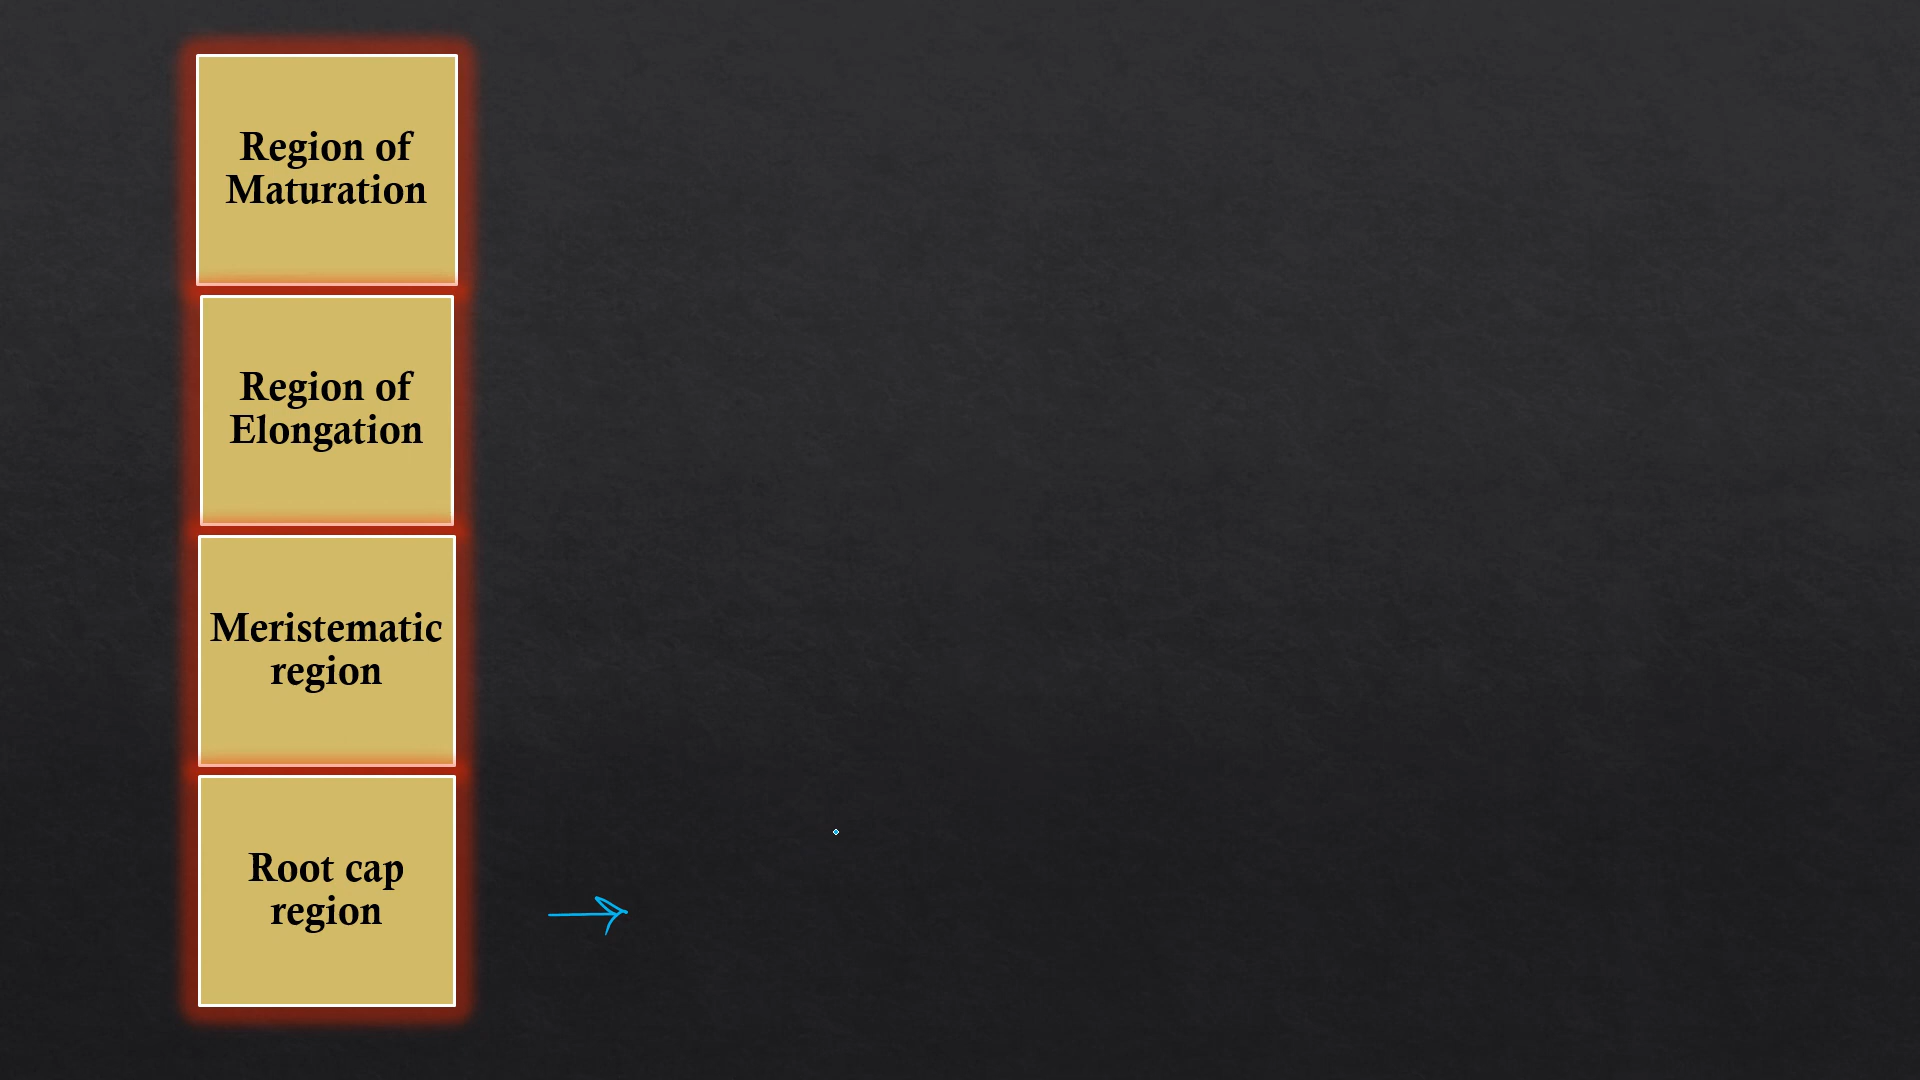 Region of
Maturation
Region of
Elongation
Meristematic
region
Root cap
region